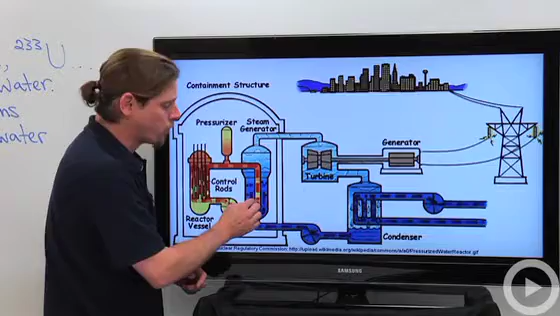 233U ....
water.
ms
water
Containment Structure
Pressurizer
Steam
Generator
Control
Rods
Reactor
Vessel
Turbine
Generator
Condenser
SAMSUNG